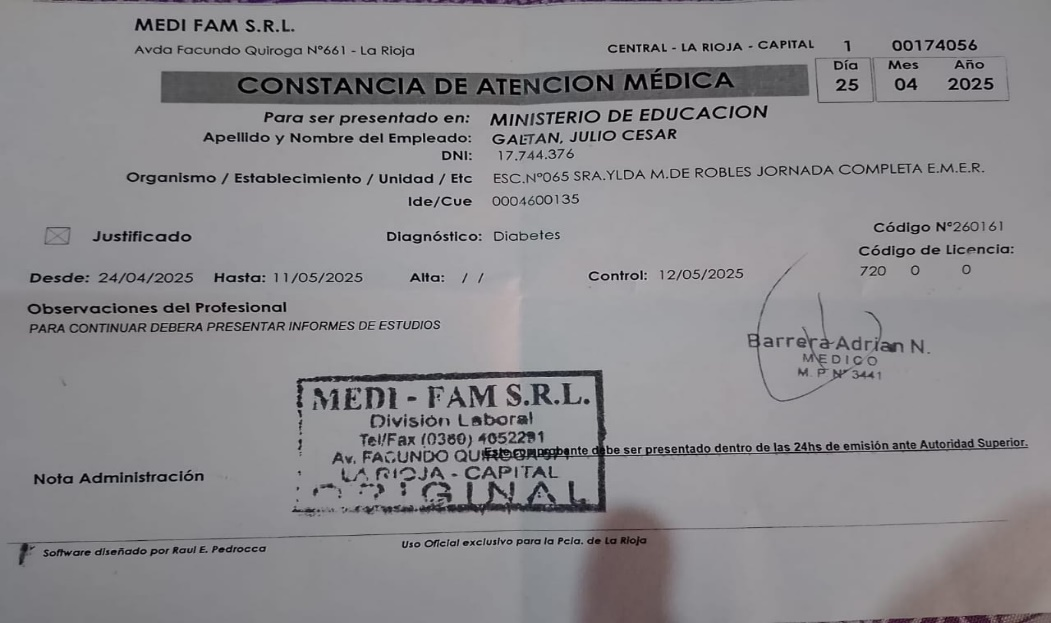 MEDI FAM S.R.L.
Avda Facundo Quiroga N°661 - La Rioja
CENTRAL - LA RIOJA - CAPITAL 1 00174056
CONSTANCIA DE ATENCION MÉDICA
Día Mes Año
25 04 2025
Para ser presentado en: MINISTERIO DE EDUCACION
Apellido y Nombre del Empleado: GAETAN, JULIO CESAR
DNI: 17.744.376
Organismo / Establecimiento / Unidad / Etc ESC.N°065 SRA.YLDA M.DE ROBLES JORNADA COMPLETA E.M.E.R.
Ide/Cue 0004600135
Justificado Diagnóstico: Diabetes
Código N°260161
Código de Licencia:
720 0 0
Desde: 24/04/2025 Hasta: 11/05/2025 Alta: / / Control: 12/05/2025
Observaciones del Profesional
PARA CONTINUAR DEBERA PRESENTAR INFORMES DE ESTUDIOS
Barrera Adrian N.
MEDICO
M.P N° 3441
MEDI - FAM S.R.L.
División Laboral
Tel/Fax (0380) 4052291
Av. FACUNDO
LA RIOJA - CAPITAL
ORIGINAL
Este comprobante debe ser presentado dentro de las 24hs de emisión ante Autoridad Superior.
Nota Administración
Software diseñado por Raul E. Pedrocca
Uso Oficial exclusivo para la Pcia. de La Rioja